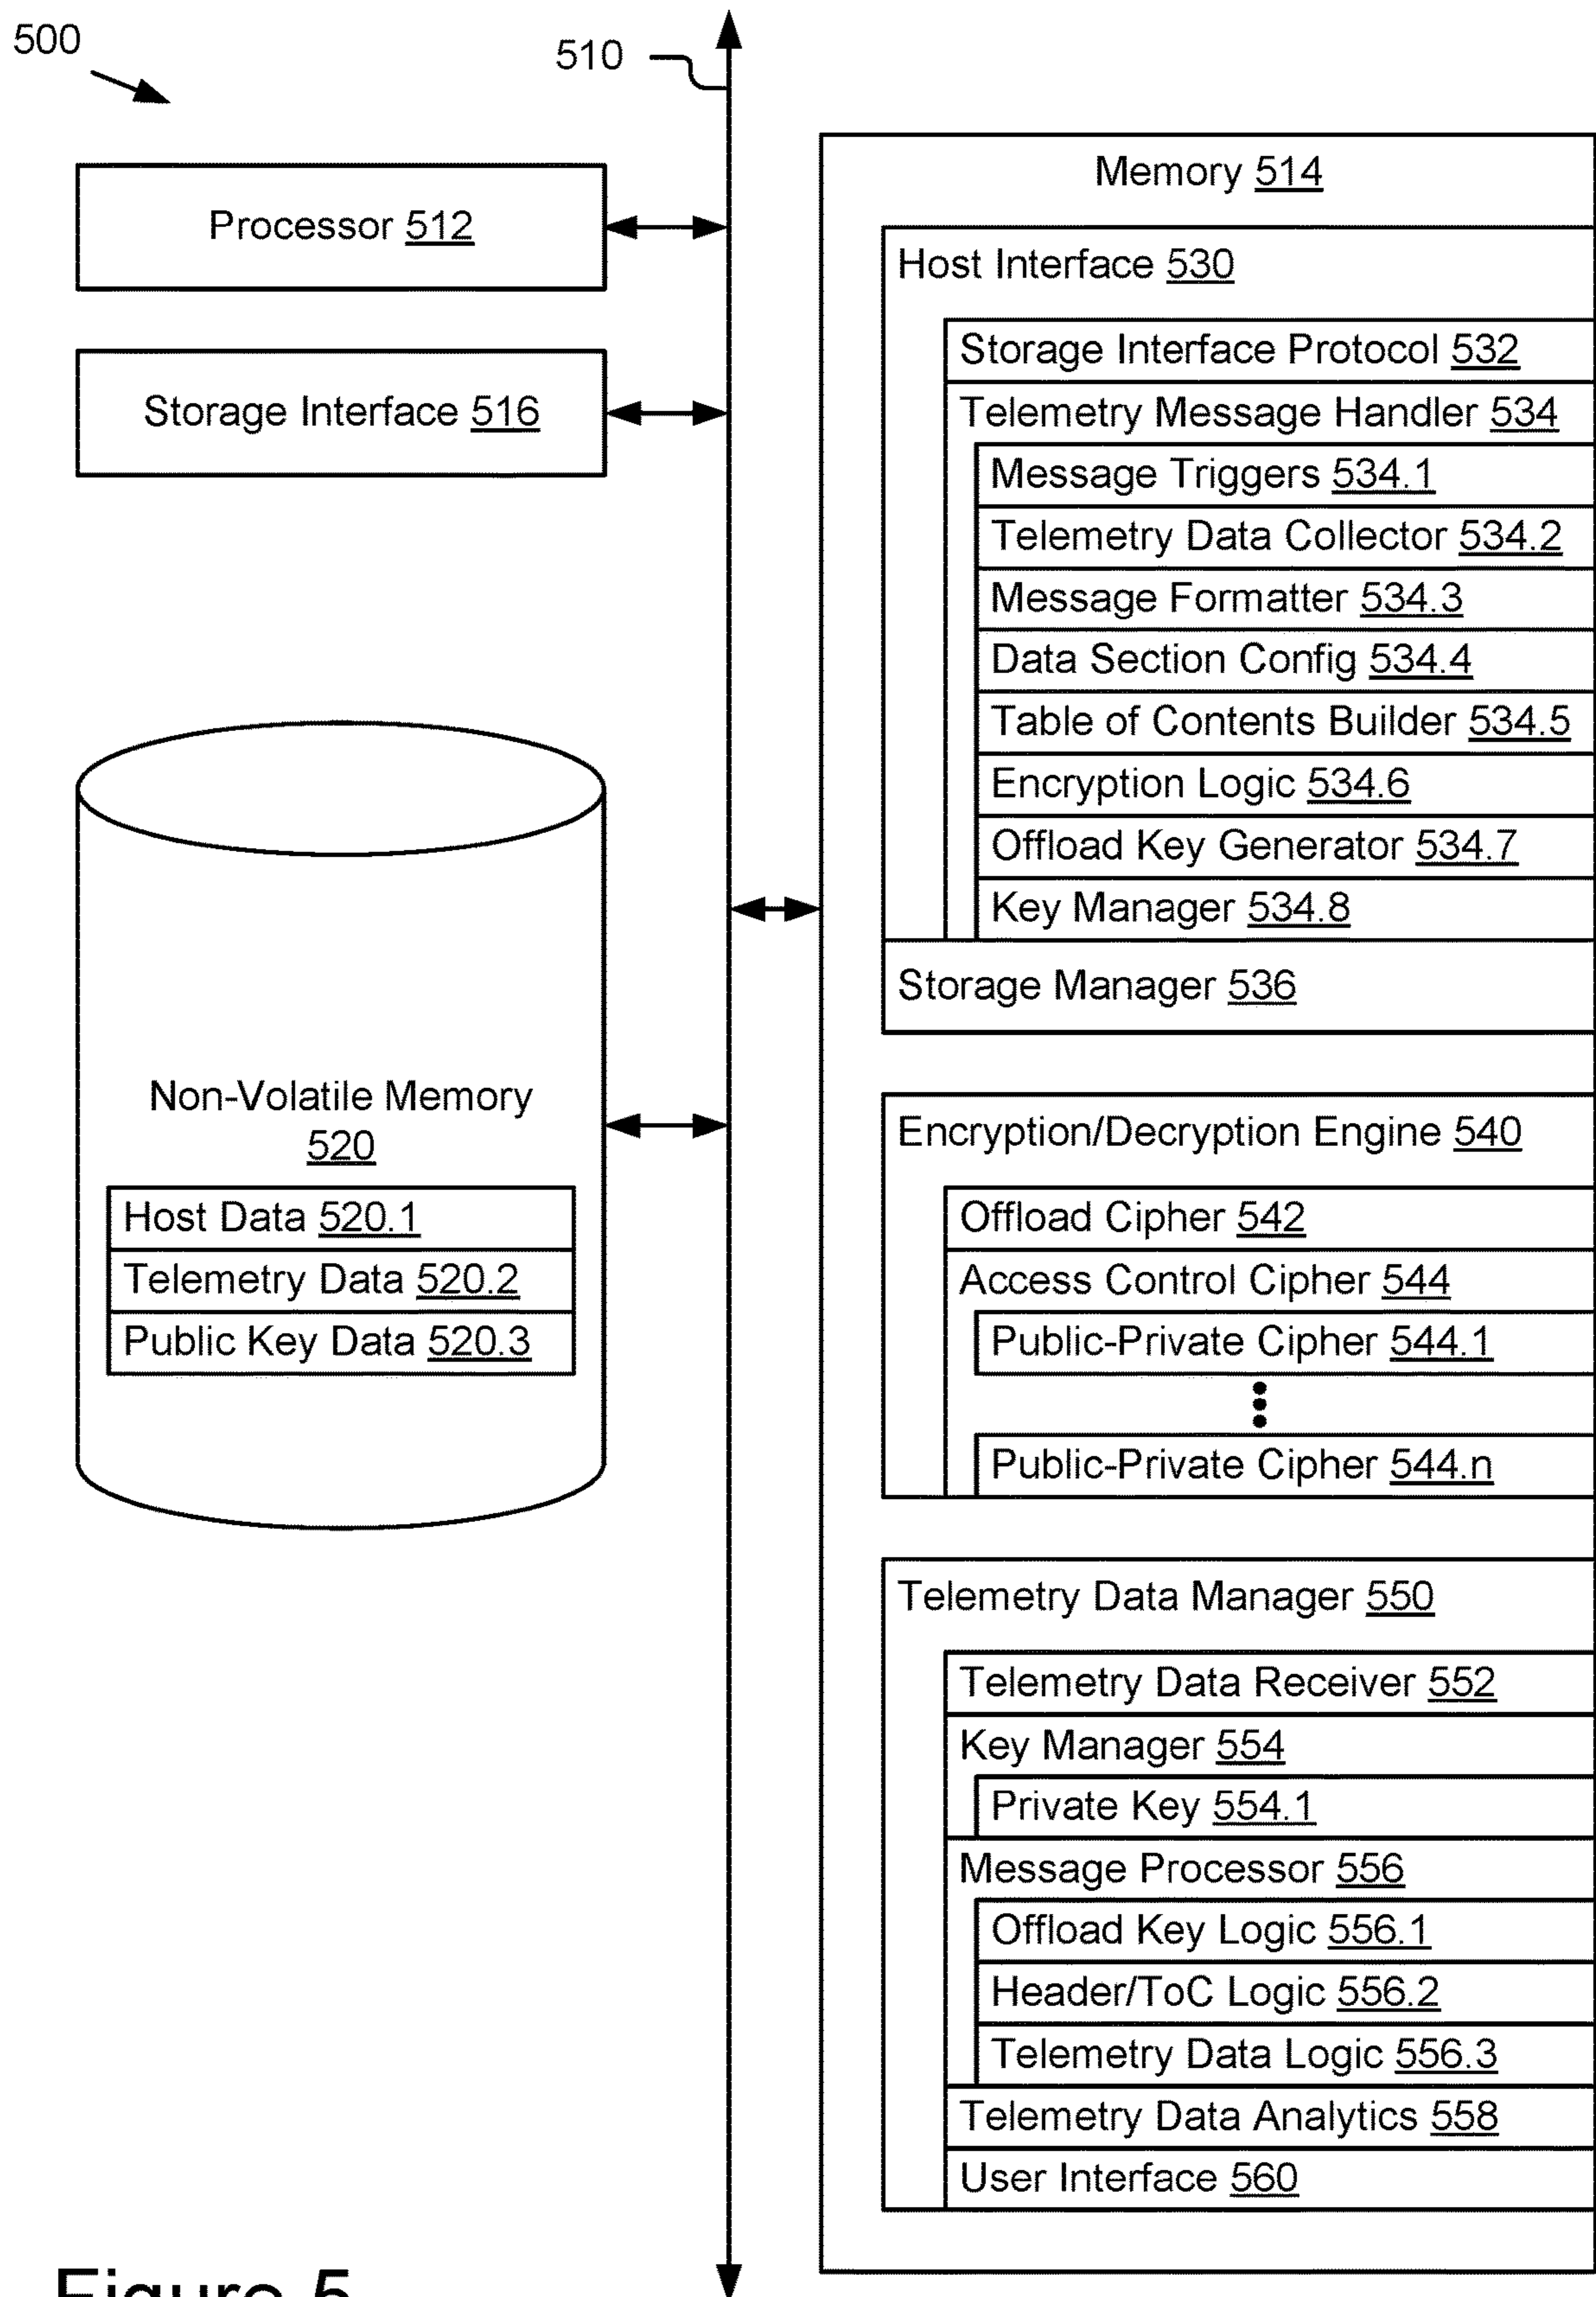 500
510
Processor 512
Storage Interface 516
Non-Volatile Memory
520
Host Data 520.1
Telemetry Data 520.2
Public Key Data 520.3
Memory 514
Host Interface 530
Storage Interface Protocol 532
Telemetry Message Handler 534
Message Triggers 534.1
Telemetry Data Collector 534.2
Message Formatter 534.3
Data Section Config 534.4
Table of Contents Builder 534.5
Encryption Logic 534.6
Offload Key Generator 534.7
Key Manager 534.8
Storage Manager 536
Encryption/Decryption Engine 540
Offload Cipher 542
Access Control Cipher 544
Public-Private Cipher 544.1
Public-Private Cipher 544.n
Telemetry Data Manager 550
Telemetry Data Receiver 552
Key Manager 554
Private Key 554.1
Message Processor 556
Offload Key Logic 556.1
Header/ToC Logic 556.2
Telemetry Data Logic 556.3
Telemetry Data Analytics 558
User Interface 560
Figure 5